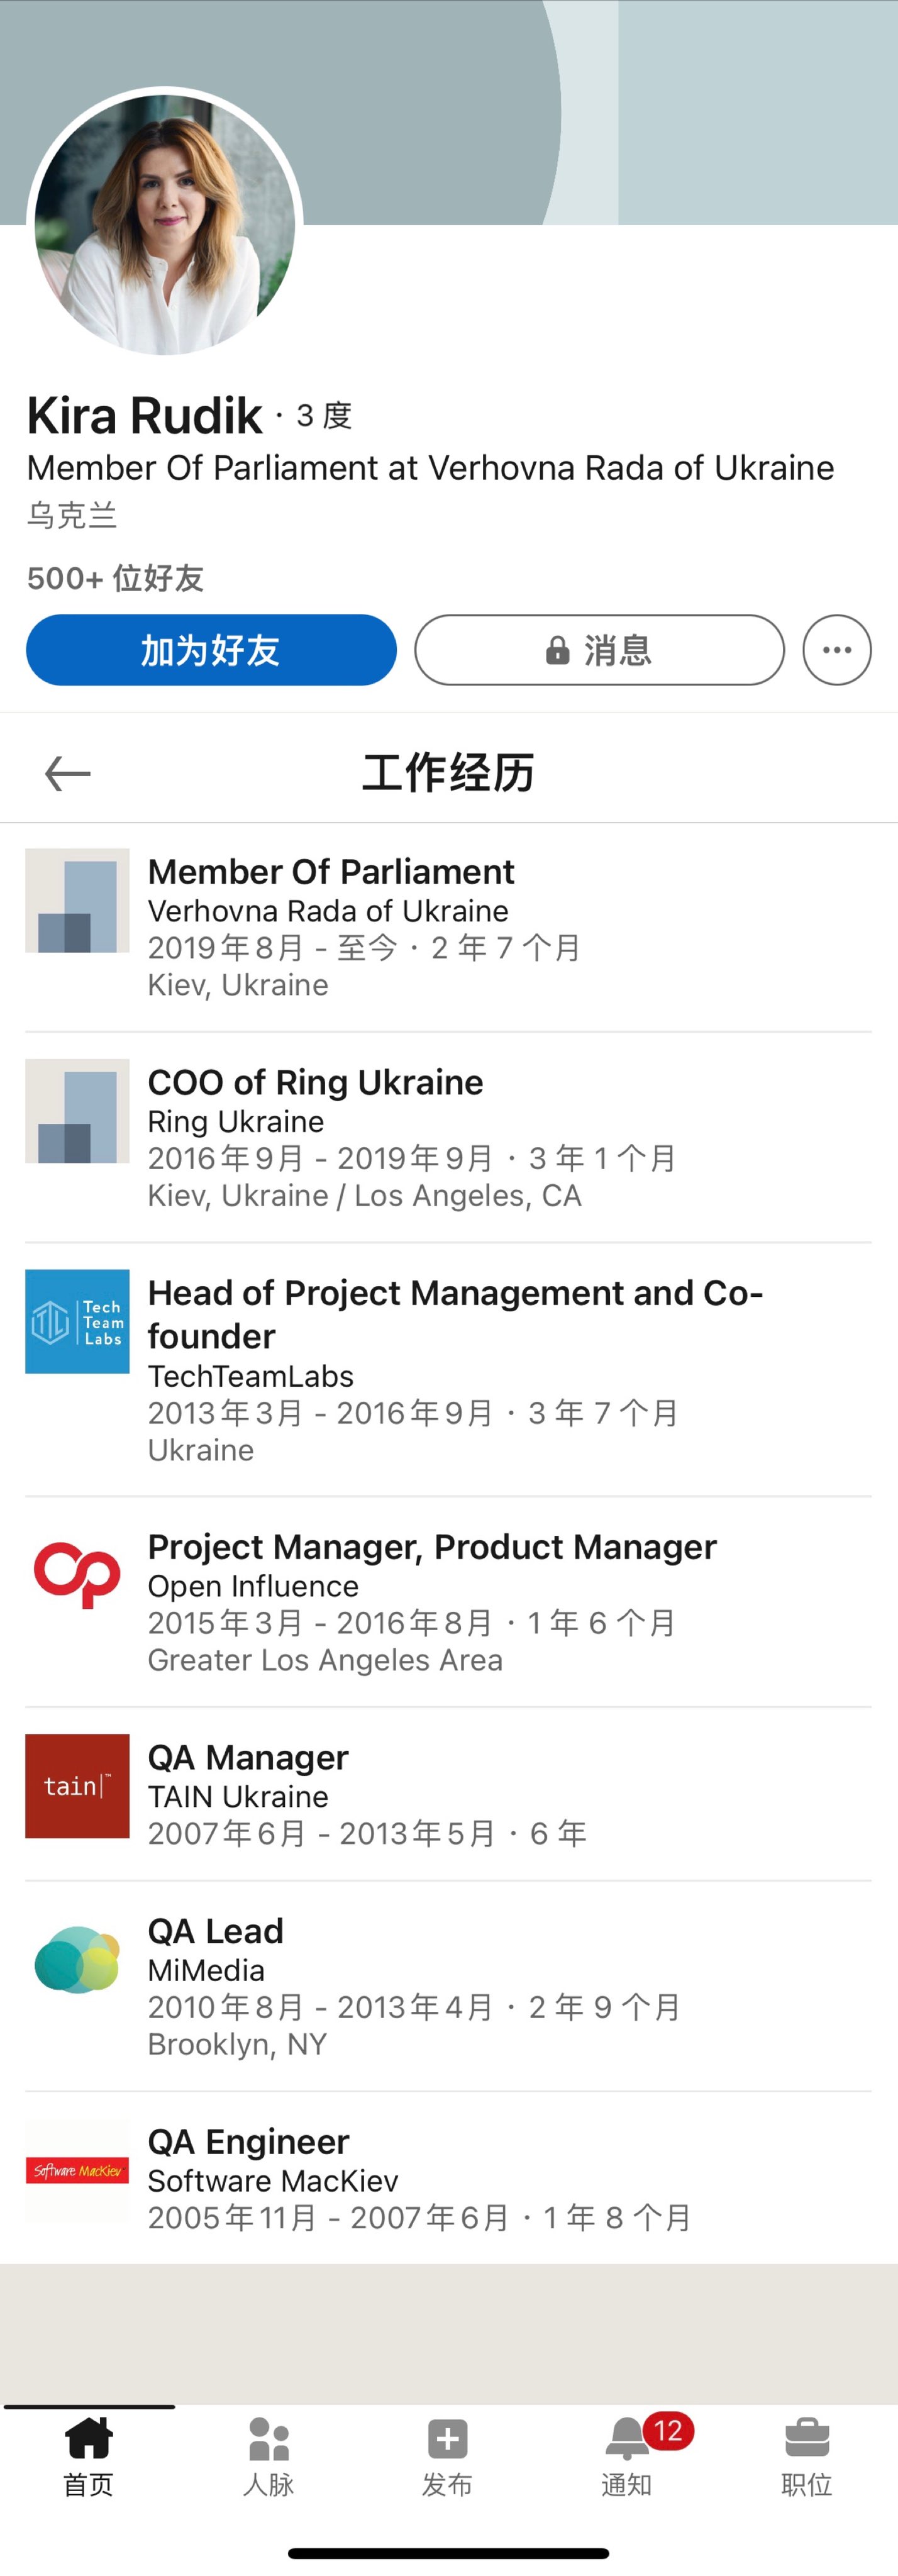 Kira Rudik · 3 度
Member Of Parliament at Verhovna Rada of Ukraine
乌克兰
500+ 位好友
加为好友
消息
工作经历
Member Of Parliament
Verhovna Rada of Ukraine
2019年8月 - 至今 · 2 年 7 个月
Kiev, Ukraine
COO of Ring Ukraine
Ring Ukraine
2016年9月 - 2019年9月 · 3 年 1 个月
Kiev, Ukraine / Los Angeles, CA
Tech
Team
Labs
Head of Project Management and Co-
founder
TechTeamLabs
2013年3月 - 2016年9月 · 3 年 7 个月
Ukraine
Project Manager, Product Manager
Open Influence
2015年3月 - 2016年8月 · 1 年 6 个月
Greater Los Angeles Area
tain|™
QA Manager
TAIN Ukraine
2007年6月 - 2013年5月 · 6 年
QA Lead
MiMedia
2010年8月 - 2013年4月 · 2 年 9 个月
Brooklyn, NY
Software MacKiev
QA Engineer
Software MacKiev
2005年11月 - 2007年6月 · 1 年 8 个月
12
首页
人脉
发布
通知
职位